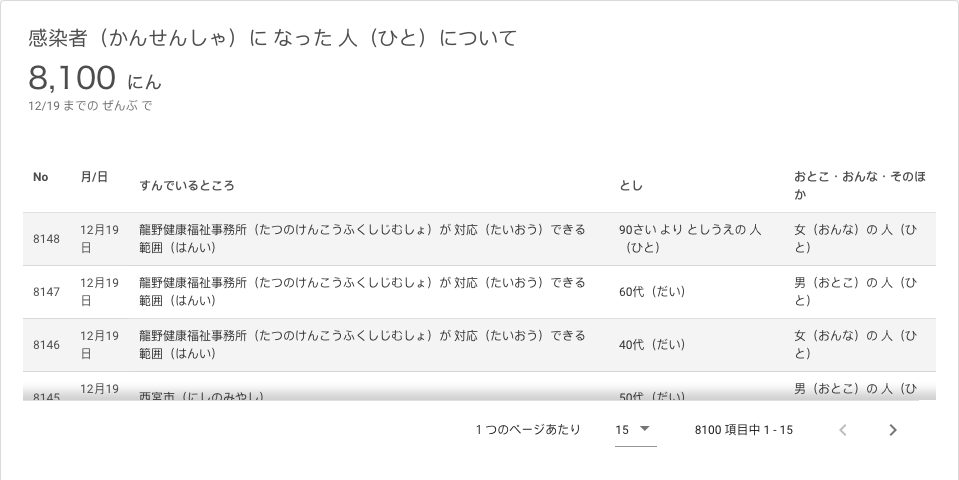 感染者（かんせんしゃ）に なった 人（ひと）について
8,100 にん
12/19 までの ぜんぶ で
No 月/日 すんでいるところ とし おとこ・おんな・そのほ
か
8148 12月19
日 龍野健康福祉事務所（たつのけんこうふくしじむしょ）が 対応（たいおう）できる
範囲（はんい） 90さい より としうえの 人
（ひと） 女（おんな）の 人（ひ
と）
8147 12月19
日 龍野健康福祉事務所（たつのけんこうふくしじむしょ）が 対応（たいおう）できる
範囲（はんい） 60代（だい） 男（おとこ）の 人（ひ
と）
8146 12月19
日 龍野健康福祉事務所（たつのけんこうふくしじむしょ）が 対応（たいおう）できる
範囲（はんい） 40代（だい） 女（おんな）の 人（ひ
と）
8145 12月19 西宮市（にしのみやし） 50代（だい） 男（おとこ）の 人（ひ
1 つのページあたり 15 8100 項目中 1 - 15